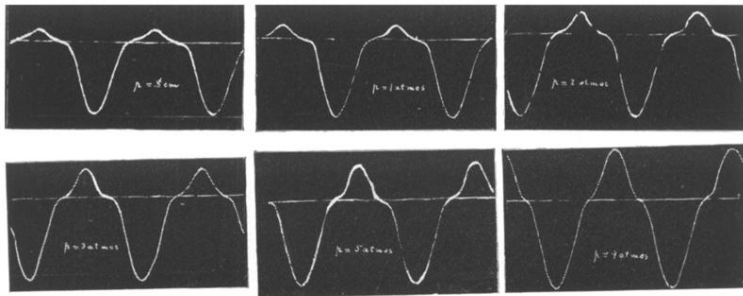 p = 5 cm
p = 1 atmos
p = 2 atmos
p = 3 atmos
p = 5 atmos
p = 7 atmos